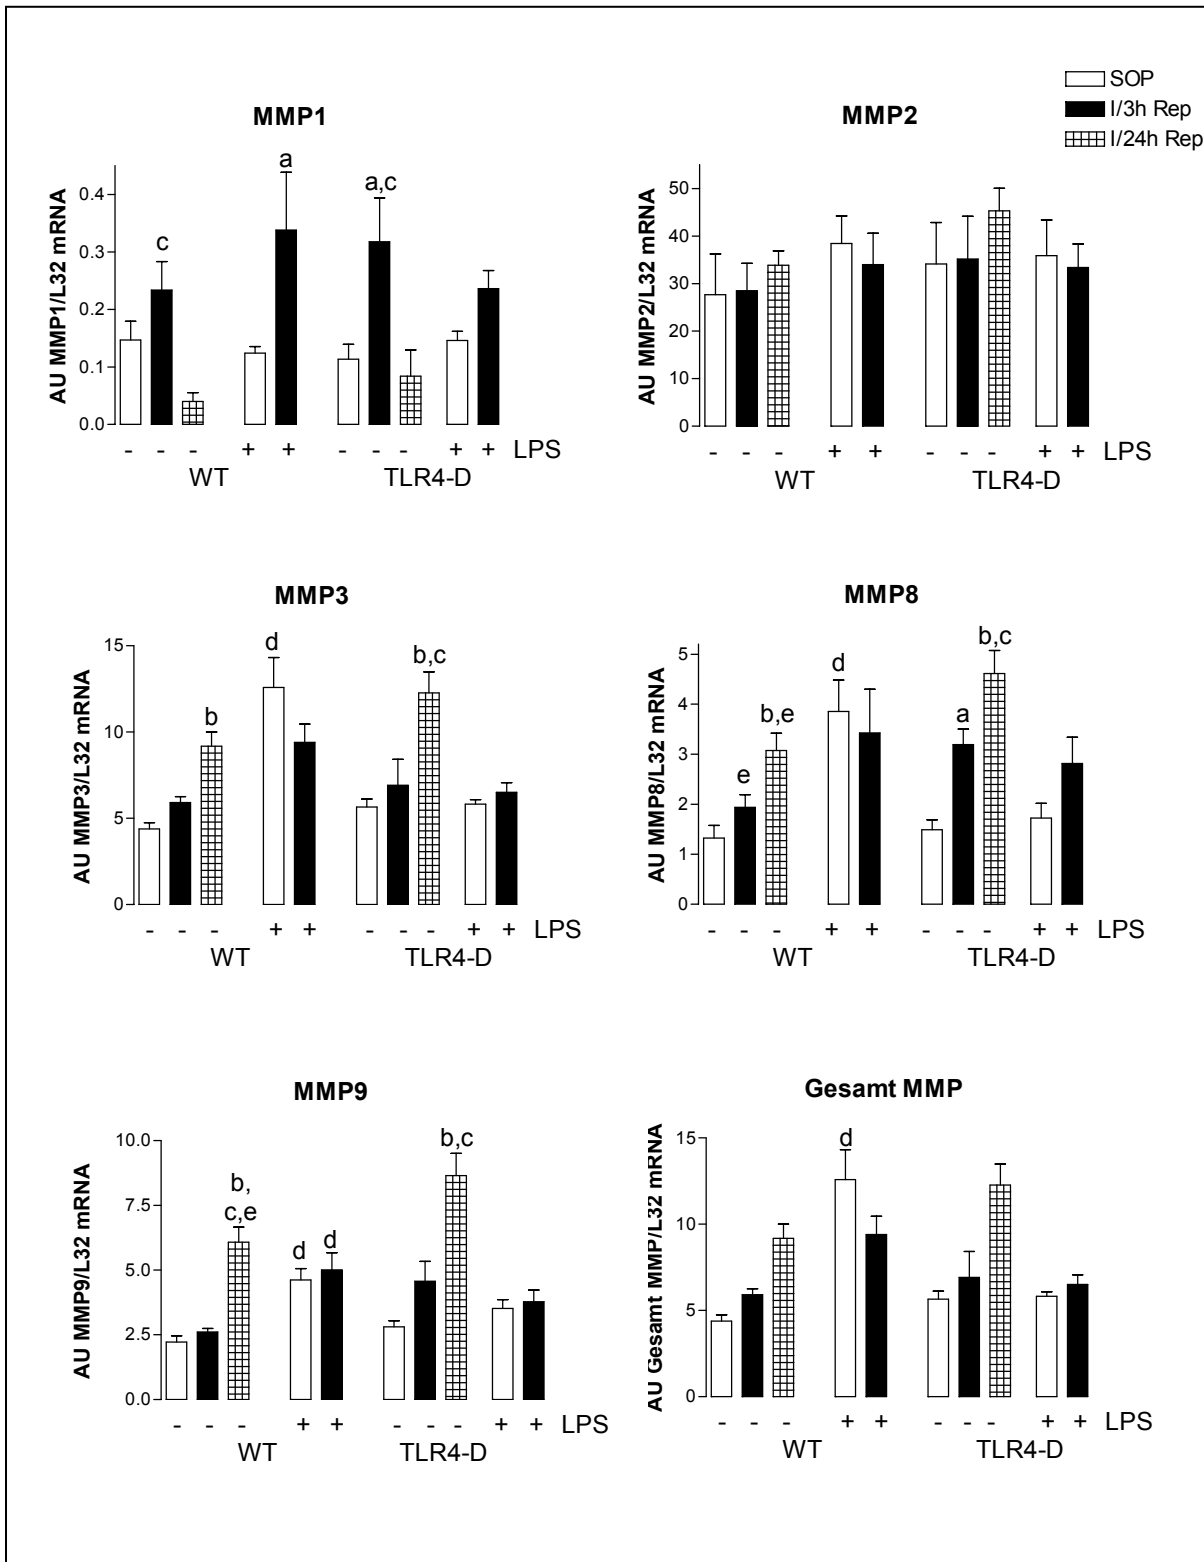 SOP
I/3h Rep
I/24h Rep
MMP1
AU MMP1/L32 mRNA
0.4
0.3
0.2
0.1
0.0
c
a
a,c
- - - + + - - - + + LPS
WT TLR4-D
MMP2
AU MMP2/L32 mRNA
50
40
30
20
10
0
- - - + + - - - + + LPS
WT TLR4-D
MMP3
AU MMP3/L32 mRNA
15
10
5
0
b
d
b,c
- - - + + - - - + + LPS
WT TLR4-D
MMP8
AU MMP8/L32 mRNA
5
4
3
2
1
0
e
b,e
d
a
b,c
- - - + + - - - + + LPS
WT TLR4-D
MMP9
AU MMP9/L32 mRNA
10.0
7.5
5.0
2.5
0.0
b,
c,e
d
d
b,c
- - - + + - - - + + LPS
WT TLR4-D
Gesamt MMP
AU Gesamt MMP/L32 mRNA
15
10
5
0
d
- - - + + - - - + + LPS
WT TLR4-D